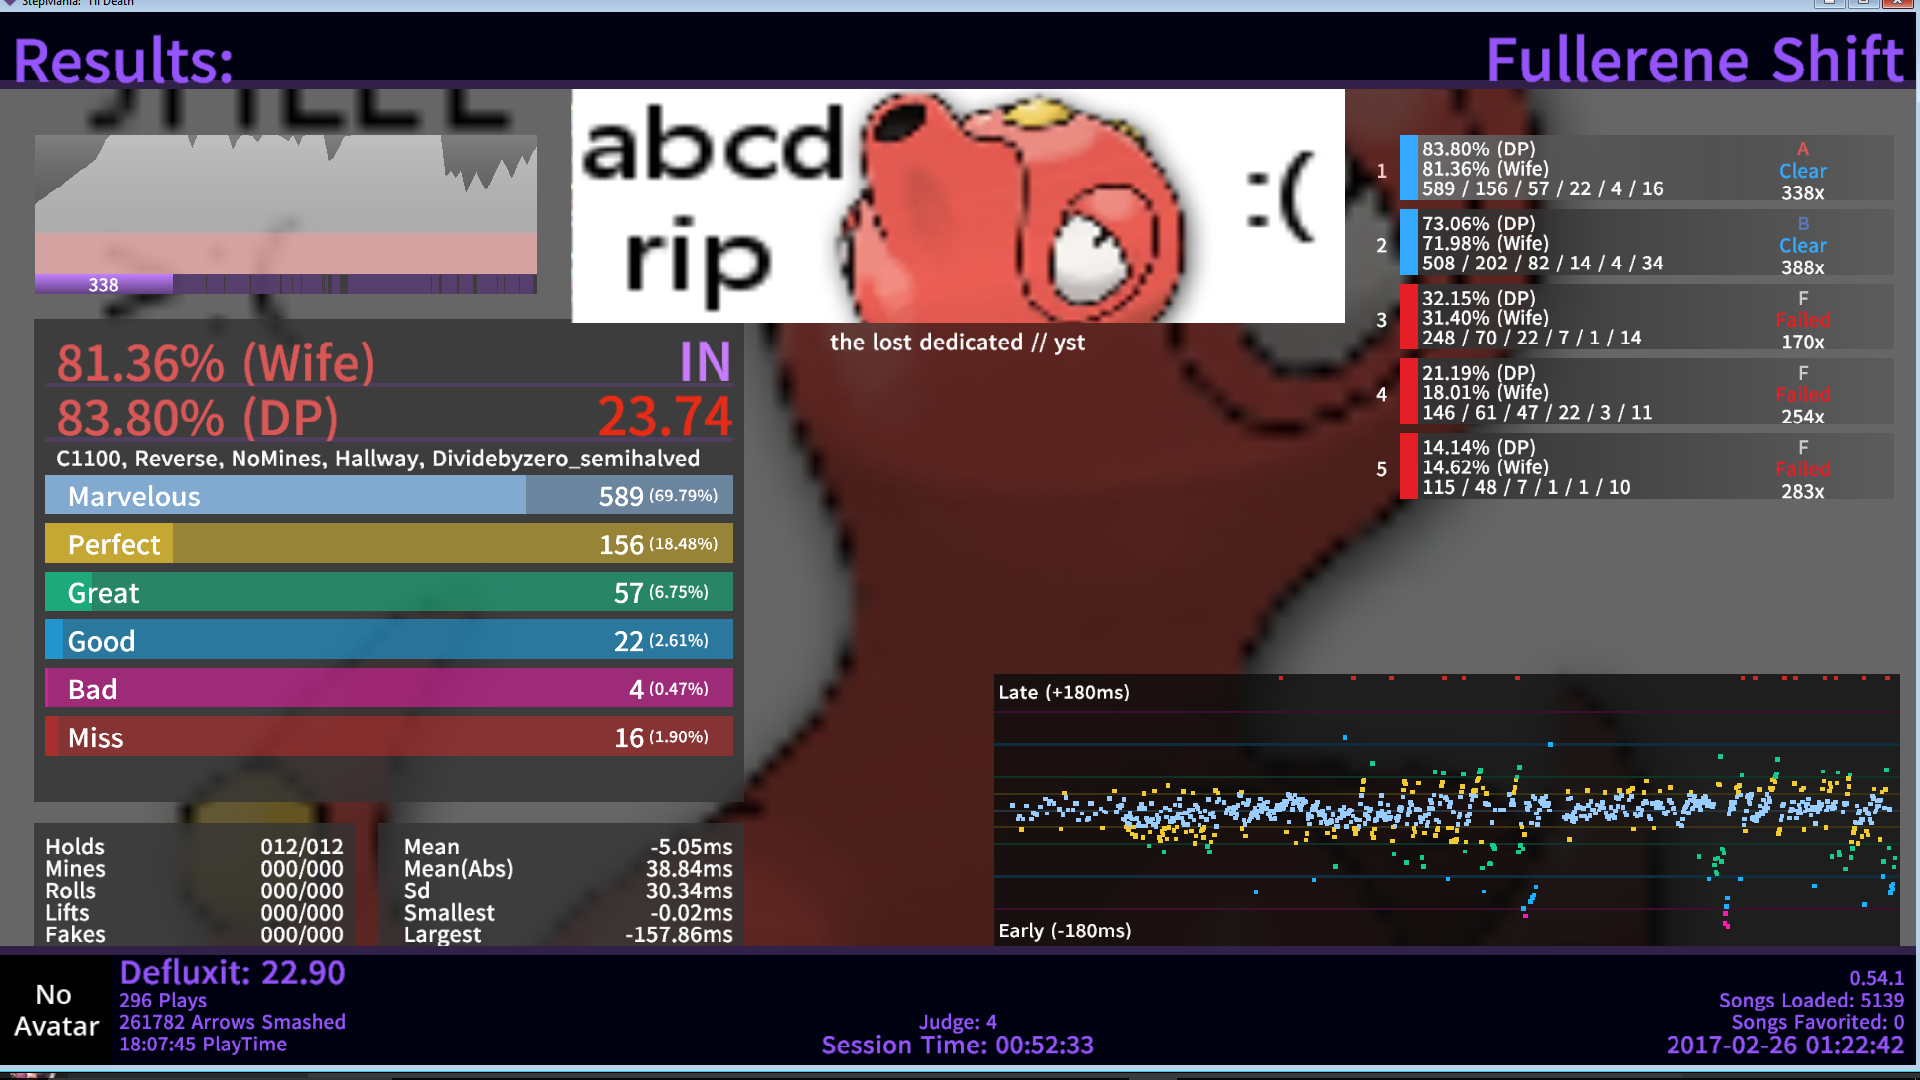 StepMania: 'Til Death
Results:
Fullerene Shift
abcd
rip
:(
338
the lost dedicated // yst
81.36% (Wife)
IN
83.80% (DP)
23.74
C1100, Reverse, NoMines, Hallway, Dividebyzero_semihalved
Marvelous 589 (69.79%)
Perfect 156 (18.48%)
Great 57 (6.75%)
Good 22 (2.61%)
Bad 4 (0.47%)
Miss 16 (1.90%)
Holds 012/012
Mines 000/000
Rolls 000/000
Lifts 000/000
Fakes 000/000
Mean -5.05ms
Mean(Abs) 38.84ms
Sd 30.34ms
Smallest -0.02ms
Largest -157.86ms
1
83.80% (DP) A
81.36% (Wife) Clear
589 / 156 / 57 / 22 / 4 / 16 338x
2
73.06% (DP) B
71.98% (Wife) Clear
508 / 202 / 82 / 14 / 4 / 34 388x
3
32.15% (DP) F
31.40% (Wife) Failed
248 / 70 / 22 / 7 / 1 / 14 170x
4
21.19% (DP) F
18.01% (Wife) Failed
146 / 61 / 47 / 22 / 3 / 11 254x
5
14.14% (DP) F
14.62% (Wife) Failed
115 / 48 / 7 / 1 / 1 / 10 283x
Late (+180ms)
Early (-180ms)
No
Avatar
Defluxit: 22.90
296 Plays
261782 Arrows Smashed
18:07:45 PlayTime
Judge: 4
Session Time: 00:52:33
0.54.1
Songs Loaded: 5139
Songs Favorited: 0
2017-02-26 01:22:42